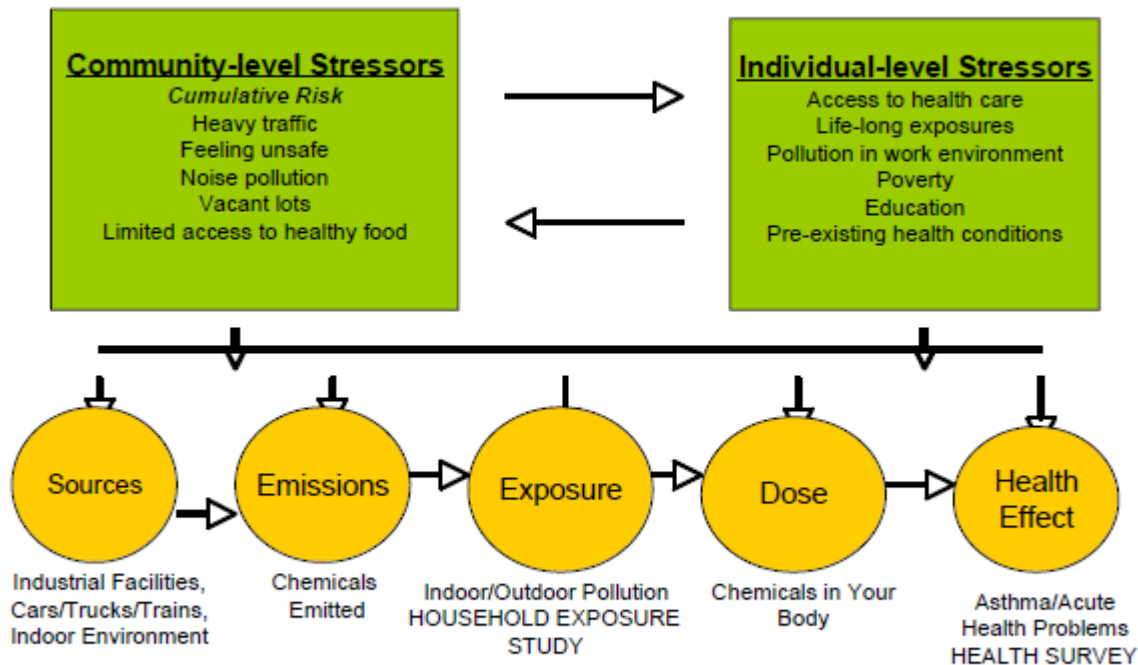 Community-level Stressors
Cumulative Risk
Heavy traffic
Feeling unsafe
Noise pollution
Vacant lots
Limited access to healthy food
Individual-level Stressors
Access to health care
Life-long exposures
Pollution in work environment
Poverty
Education
Pre-existing health conditions
Sources
Emissions
Exposure
Dose
Health
Effect
Industrial Facilities,
Cars/Trucks/Trains,
Indoor Environment
Chemicals
Emitted
Indoor/Outdoor Pollution
HOUSEHOLD EXPOSURE
STUDY
Chemicals in Your
Body
Asthma/Acute
Health Problems
HEALTH SURVEY